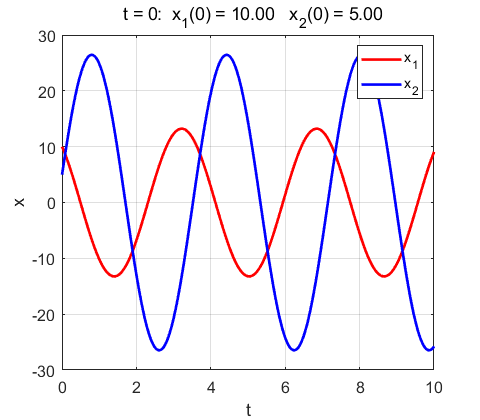 t = 0:  x₁(0) = 10.00   x₂(0) = 5.00
x₁
x₂
30
20
10
0
-10
-20
-30
x
0 2 4 6 8 10
t